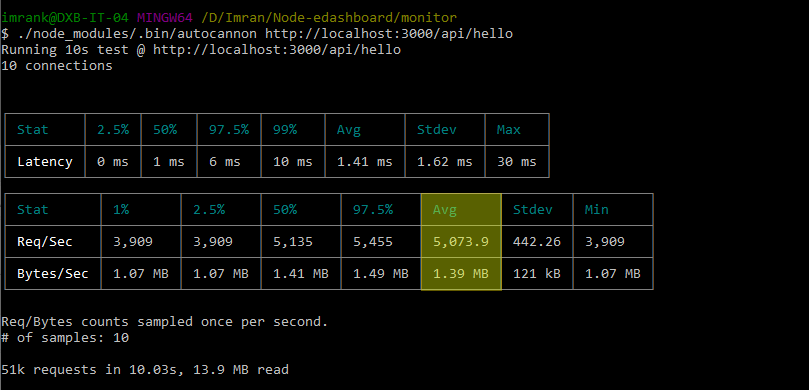 imrank@DXB-IT-04 MINGW64 /D/Imran/Node-edashboard/monitor
$ ./node_modules/.bin/autocannon http://localhost:3000/api/hello
Running 10s test @ http://localhost:3000/api/hello
10 connections
Stat 2.5% 50% 97.5% 99% Avg Stdev Max
Latency 0 ms 1 ms 6 ms 10 ms 1.41 ms 1.62 ms 30 ms
Stat 1% 2.5% 50% 97.5% Avg Stdev Min
Req/Sec 3,909 3,909 5,135 5,455 5,073.9 442.26 3,909
Bytes/Sec 1.07 MB 1.07 MB 1.41 MB 1.49 MB 1.39 MB 121 kB 1.07 MB
Req/Bytes counts sampled once per second.
# of samples: 10
51k requests in 10.03s, 13.9 MB read